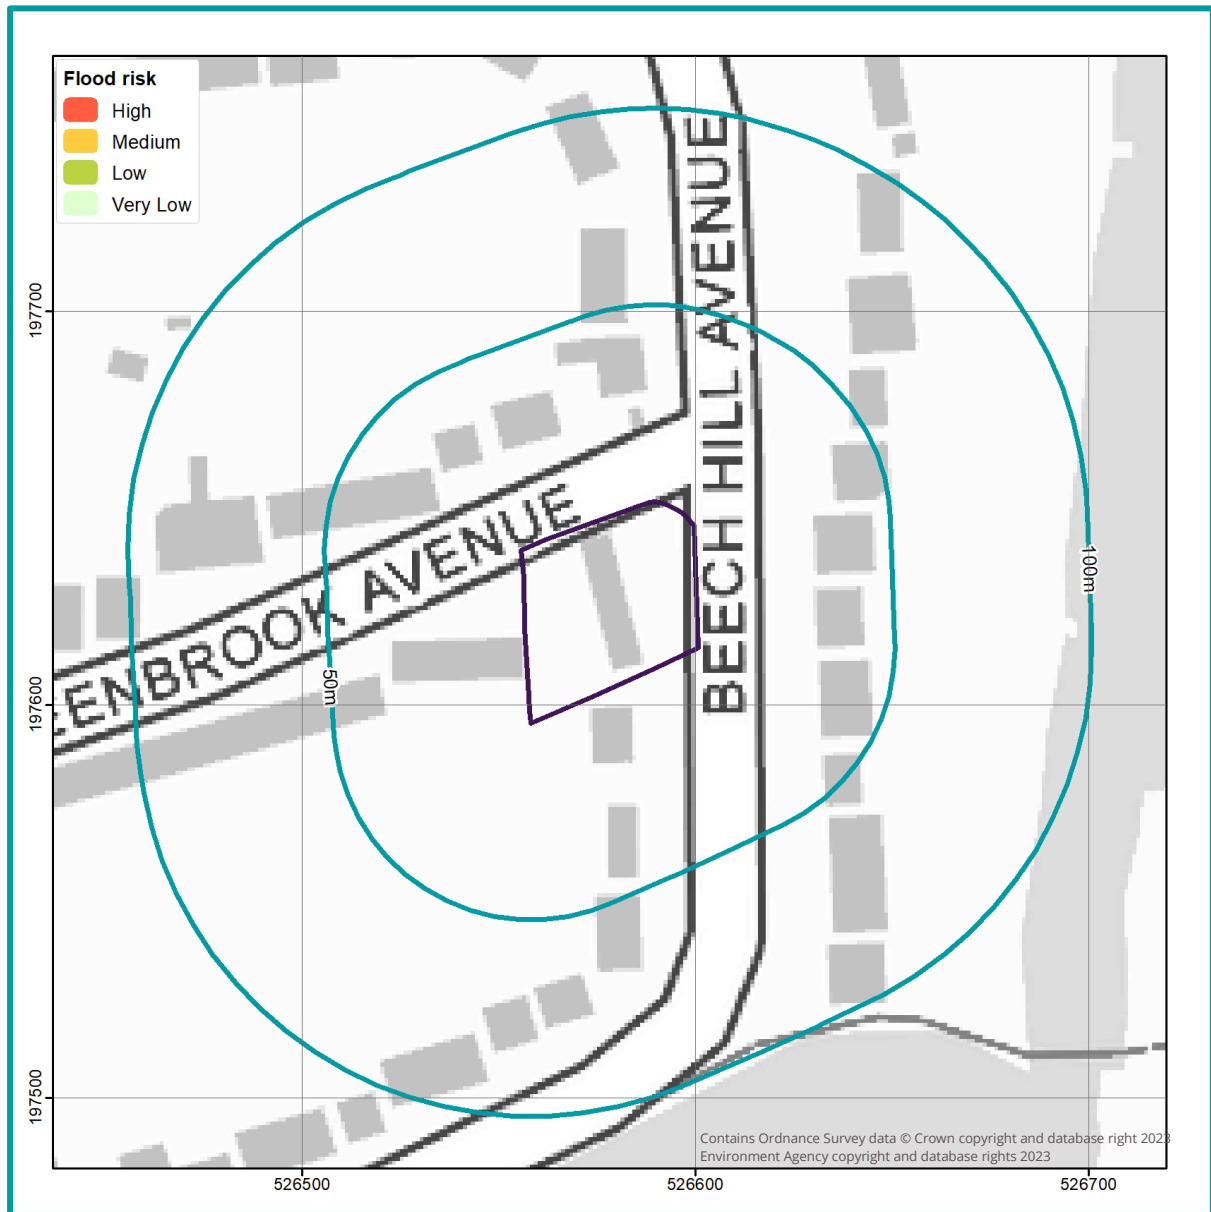 Flood risk
High
Medium
Low
Very Low
BEECH HILL AVENUE
197700
EENBROOK AVENUE
100m
50m
197600
197500
Contains Ordnance Survey data © Crown copyright and database right 2023
Environment Agency copyright and database rights 2023
526500
526600
526700